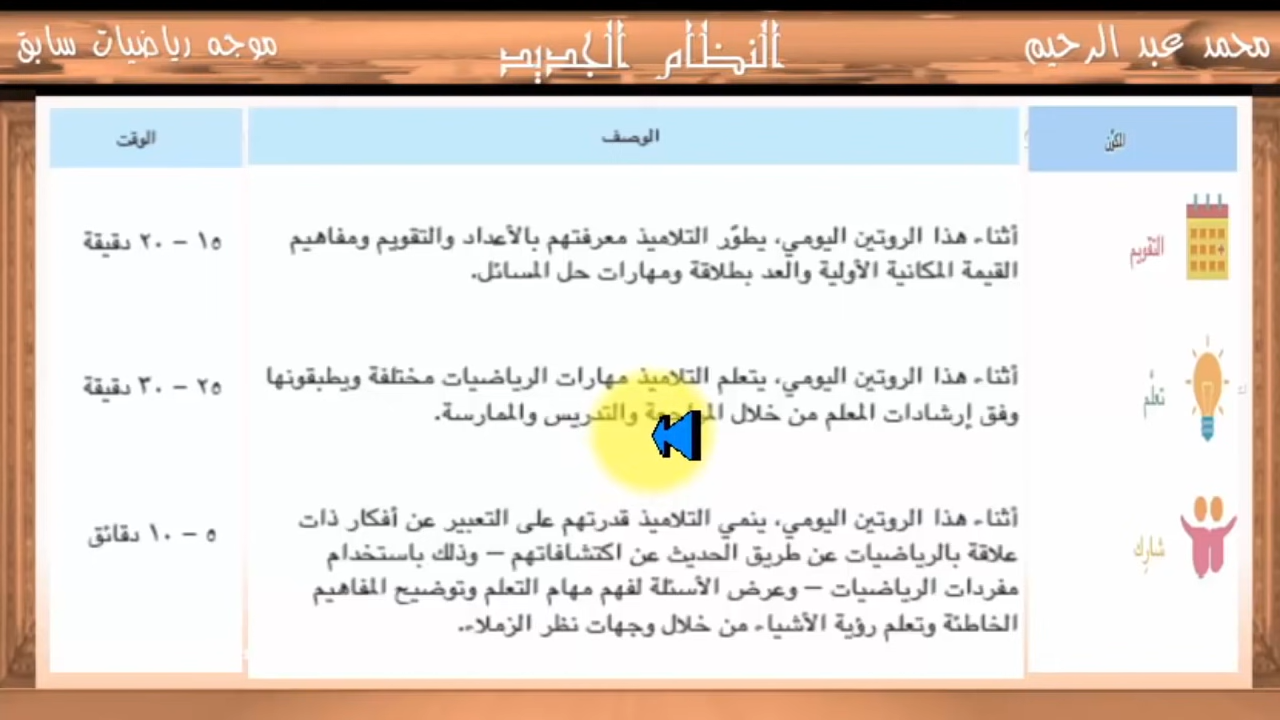 محمد عبد الرحيم
النظام الجديد
موجه رياضيات سابق
المكوّن
الوصف
الوقت
التقويم
أثناء هذا الروتين اليومي، يطوّر التلاميذ معرفتهم بالأعداد والتقويم ومفاهيم
القيمة المكانية الأولية والعد بطلاقة ومهارات حل المسائل.
١٥ – ٢٠ دقيقة
تعلّم
أثناء هذا الروتين اليومي، يتعلم التلاميذ مهارات الرياضيات مختلفة ويطبقونها
وفق إرشادات المعلم من خلال المراجعة والتدريس والممارسة.
٢٥ – ٣٠ دقيقة
شارك
أثناء هذا الروتين اليومي، ينمي التلاميذ قدرتهم على التعبير عن أفكار ذات
علاقة بالرياضيات عن طريق الحديث عن اكتشافاتهم – وذلك باستخدام
مفردات الرياضيات – وعرض الأسئلة لفهم مهام التعلم وتوضيح المفاهيم
الخاطئة وتعلم رؤية الأشياء من خلال وجهات نظر الزملاء.
٥ – ١٠ دقائق